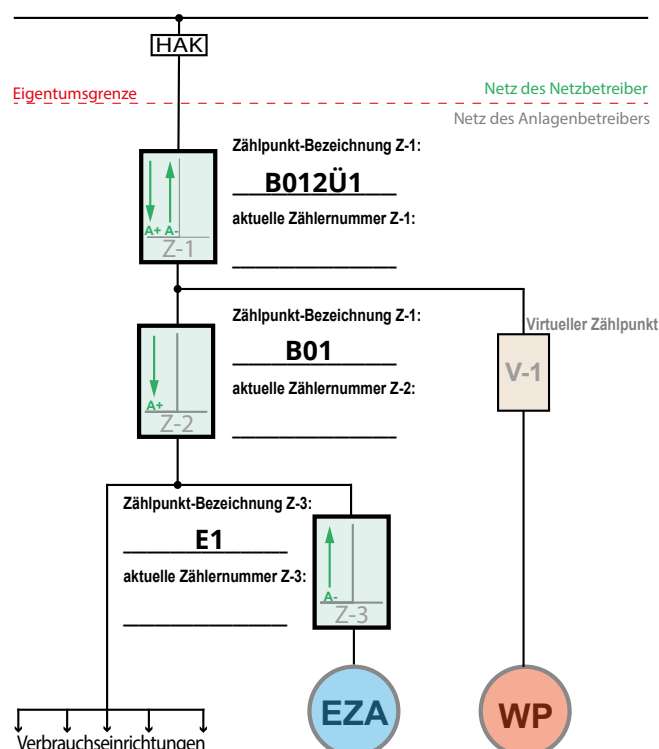 HAK
Eigentumsgrenze
Netz des Netzbetreiber
Netz des Anlagenbetreibers
Zählpunkt-Bezeichnung Z-1:
B012Ü1
aktuelle Zählernummer Z-1:
A+ A-
Z-1
Zählpunkt-Bezeichnung Z-1:
Virtueller Zählpunkt
B01
V-1
aktuelle Zählernummer Z-2:
A+
Z-2
Zählpunkt-Bezeichnung Z-3:
E1
aktuelle Zählernummer Z-3:
A-
Z-3
EZA
WP
Verbrauchseinrichtungen